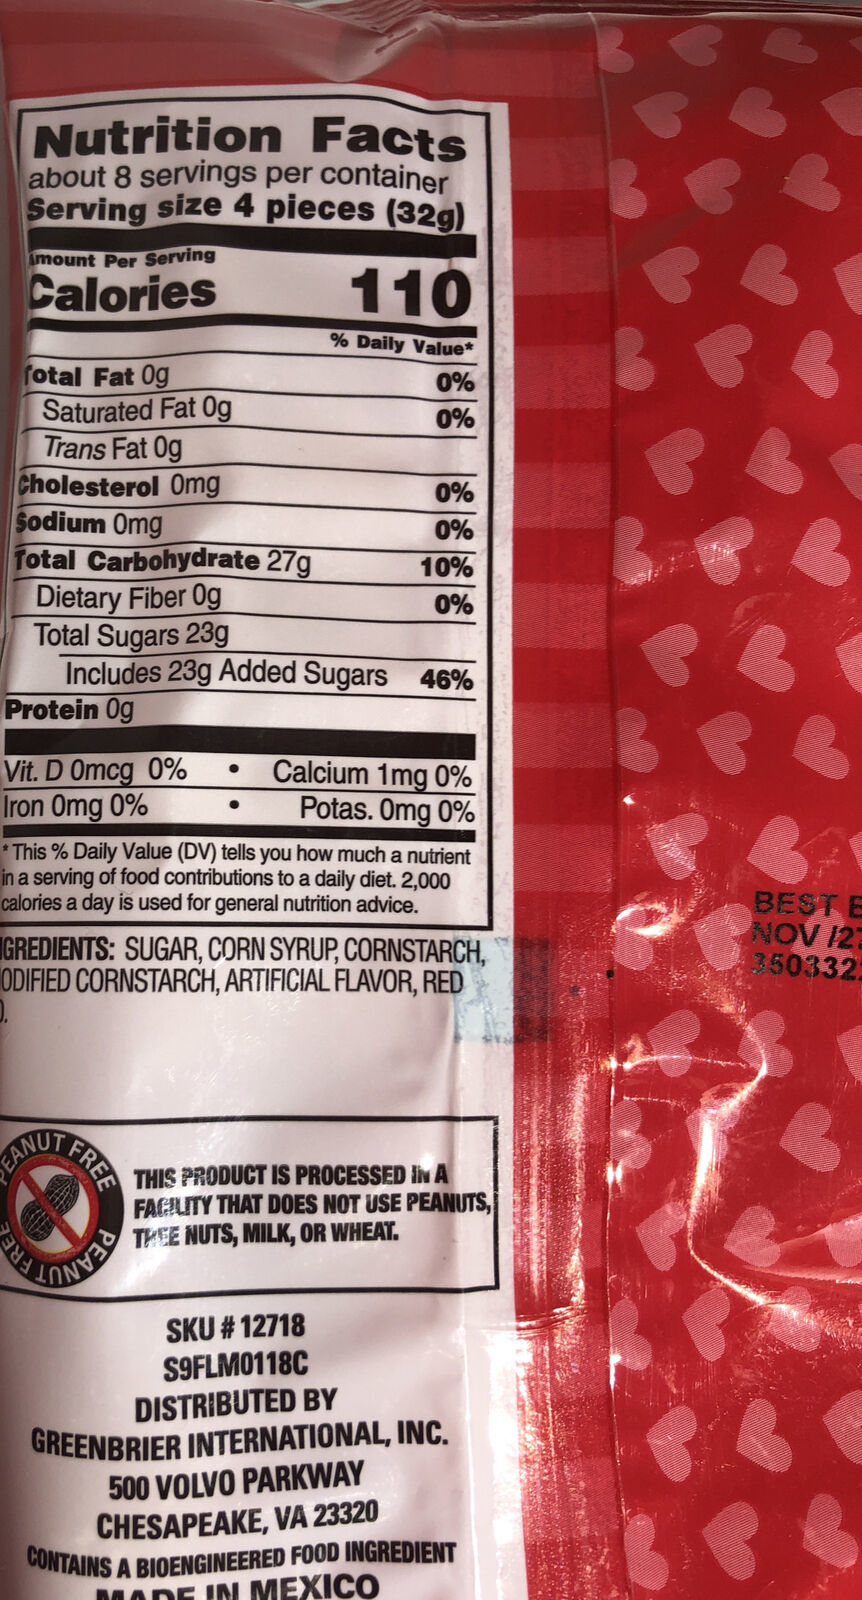 Nutrition Facts
about 8 servings per container
Serving size 4 pieces (32g)
Amount Per Serving
Calories 110
% Daily Value*
Total Fat 0g 0%
Saturated Fat 0g 0%
Trans Fat 0g
Cholesterol 0mg 0%
Sodium 0mg 0%
Total Carbohydrate 27g 10%
Dietary Fiber 0g 0%
Total Sugars 23g
Includes 23g Added Sugars 46%
Protein 0g
Vit. D 0mcg 0% • Calcium 1mg 0%
Iron 0mg 0% • Potas. 0mg 0%
* This % Daily Value (DV) tells you how much a nutrient
in a serving of food contributions to a daily diet. 2,000
calories a day is used for general nutrition advice.
GREDIENTS: SUGAR, CORN SYRUP, CORNSTARCH,
ODIFIED CORNSTARCH, ARTIFICIAL FLAVOR, RED
PEANUT FREE
PEANUT FREE
THIS PRODUCT IS PROCESSED IN A
FACILITY THAT DOES NOT USE PEANUTS,
TREE NUTS, MILK, OR WHEAT.
SKU # 12718
S9FLM0118C
DISTRIBUTED BY
GREENBRIER INTERNATIONAL, INC.
500 VOLVO PARKWAY
CHESAPEAKE, VA 23320
CONTAINS A BIOENGINEERED FOOD INGREDIENT
MADE IN MEXICO
BEST
NOV /2
350332